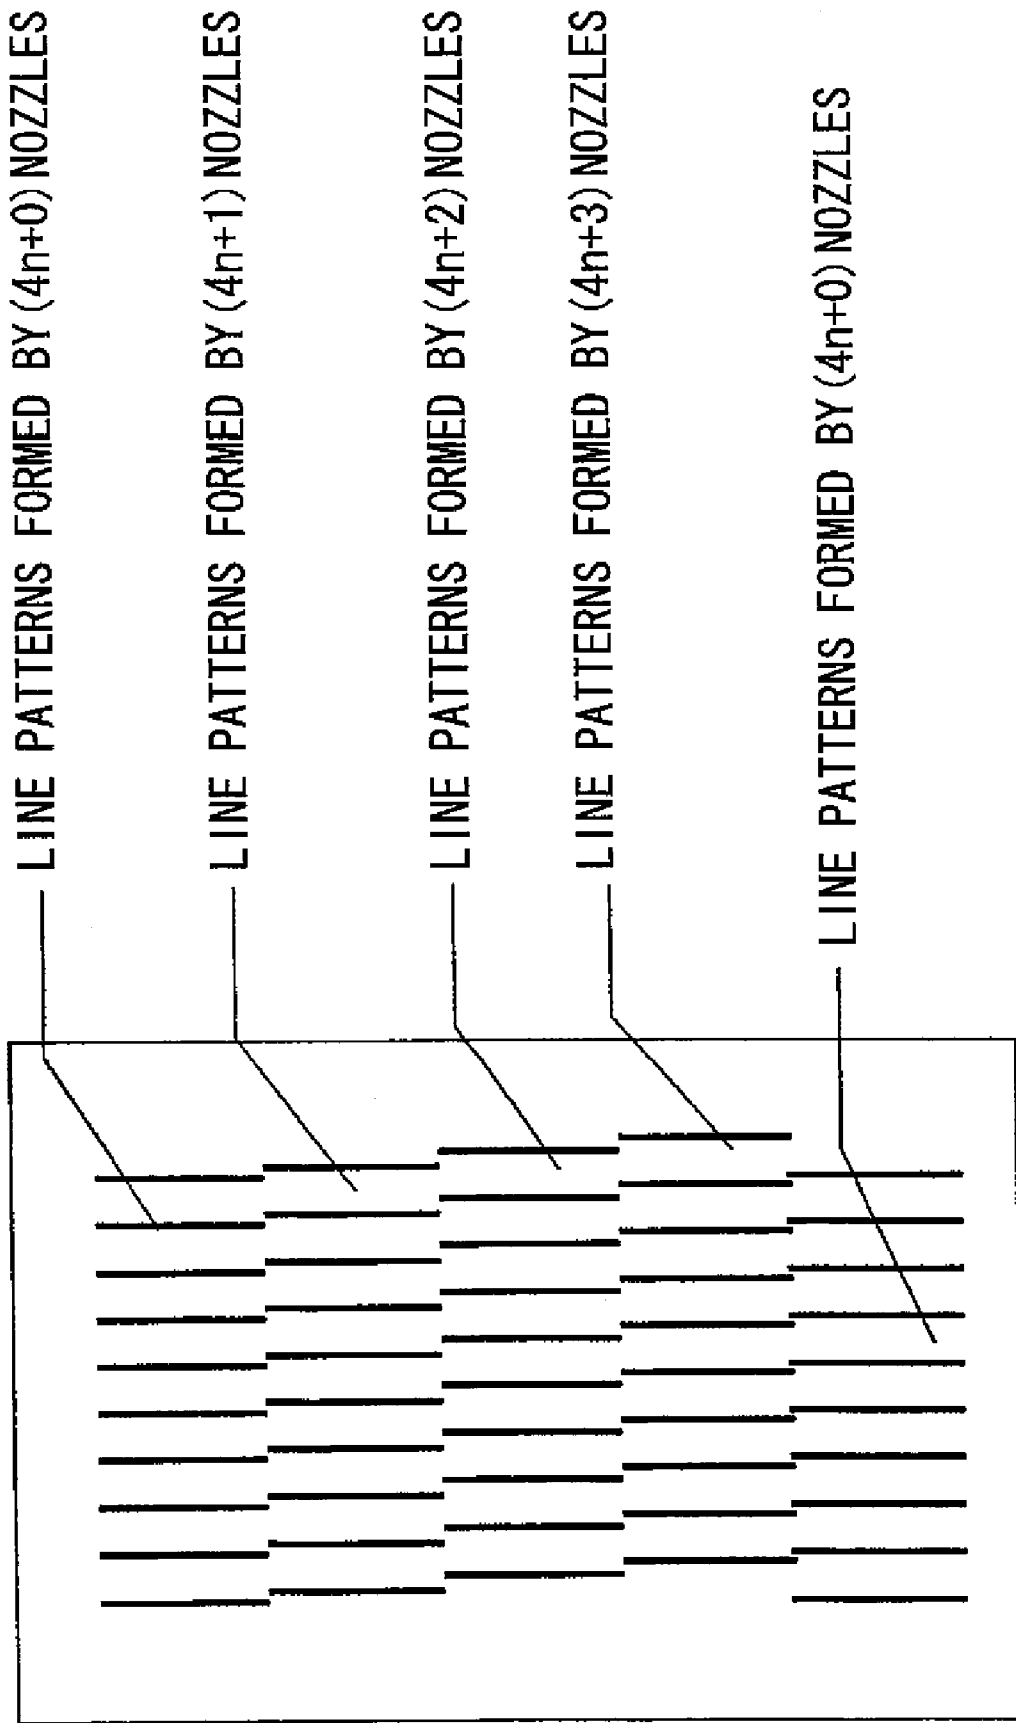 LINE PATTERNS FORMED BY(4n+0)NOZZLES
LINE PATTERNS FORMED BY(4n+1)NOZZLES
LINE PATTERNS FORMED BY(4n+2)NOZZLES
LINE PATTERNS FORMED BY(4n+3)NOZZLES
LINE PATTERNS FORMED BY(4n+0)NOZZLES